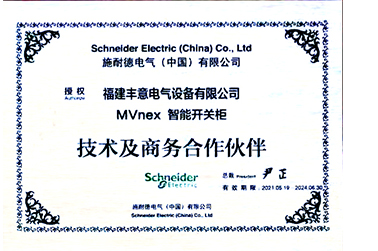 Schneider Electric (China) Co., Ltd
施耐德电气（中国）有限公司
授权 福建丰意电气设备有限公司
Authorize
MVnex 智能开关柜
技术及商务合作伙伴
Schneider
Electric
总裁 President 尹正
有效期限：2021.05.19 - 2024.06.30
施耐德电气（中国）有限公司
Schneider Electric (China) Co., Ltd